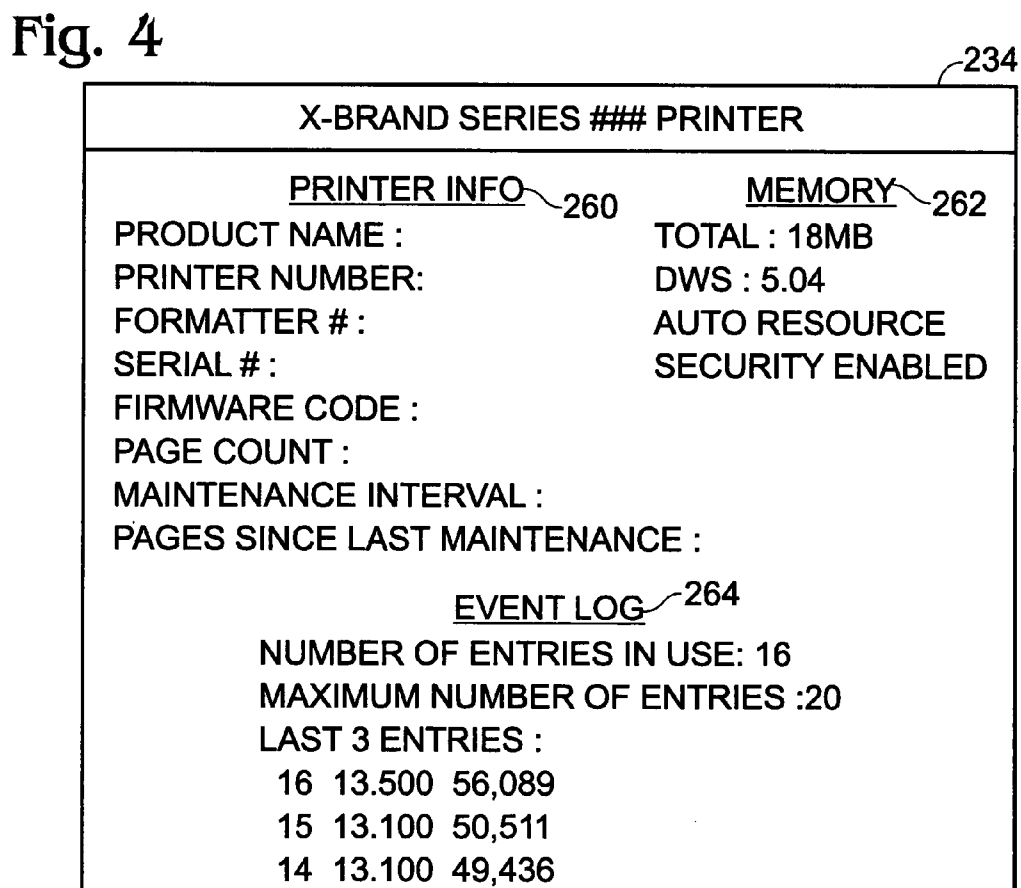 Fig. 4
234
X-BRAND SERIES ### PRINTER
PRINTER INFO 260
PRODUCT NAME :
PRINTER NUMBER:
FORMATTER # :
SERIAL # :
FIRMWARE CODE :
PAGE COUNT :
MAINTENANCE INTERVAL :
PAGES SINCE LAST MAINTENANCE :
MEMORY 262
TOTAL : 18MB
DWS : 5.04
AUTO RESOURCE
SECURITY ENABLED
EVENT LOG 264
NUMBER OF ENTRIES IN USE: 16
MAXIMUM NUMBER OF ENTRIES :20
LAST 3 ENTRIES :
16 13.500 56,089
15 13.100 50,511
14 13.100 49,436